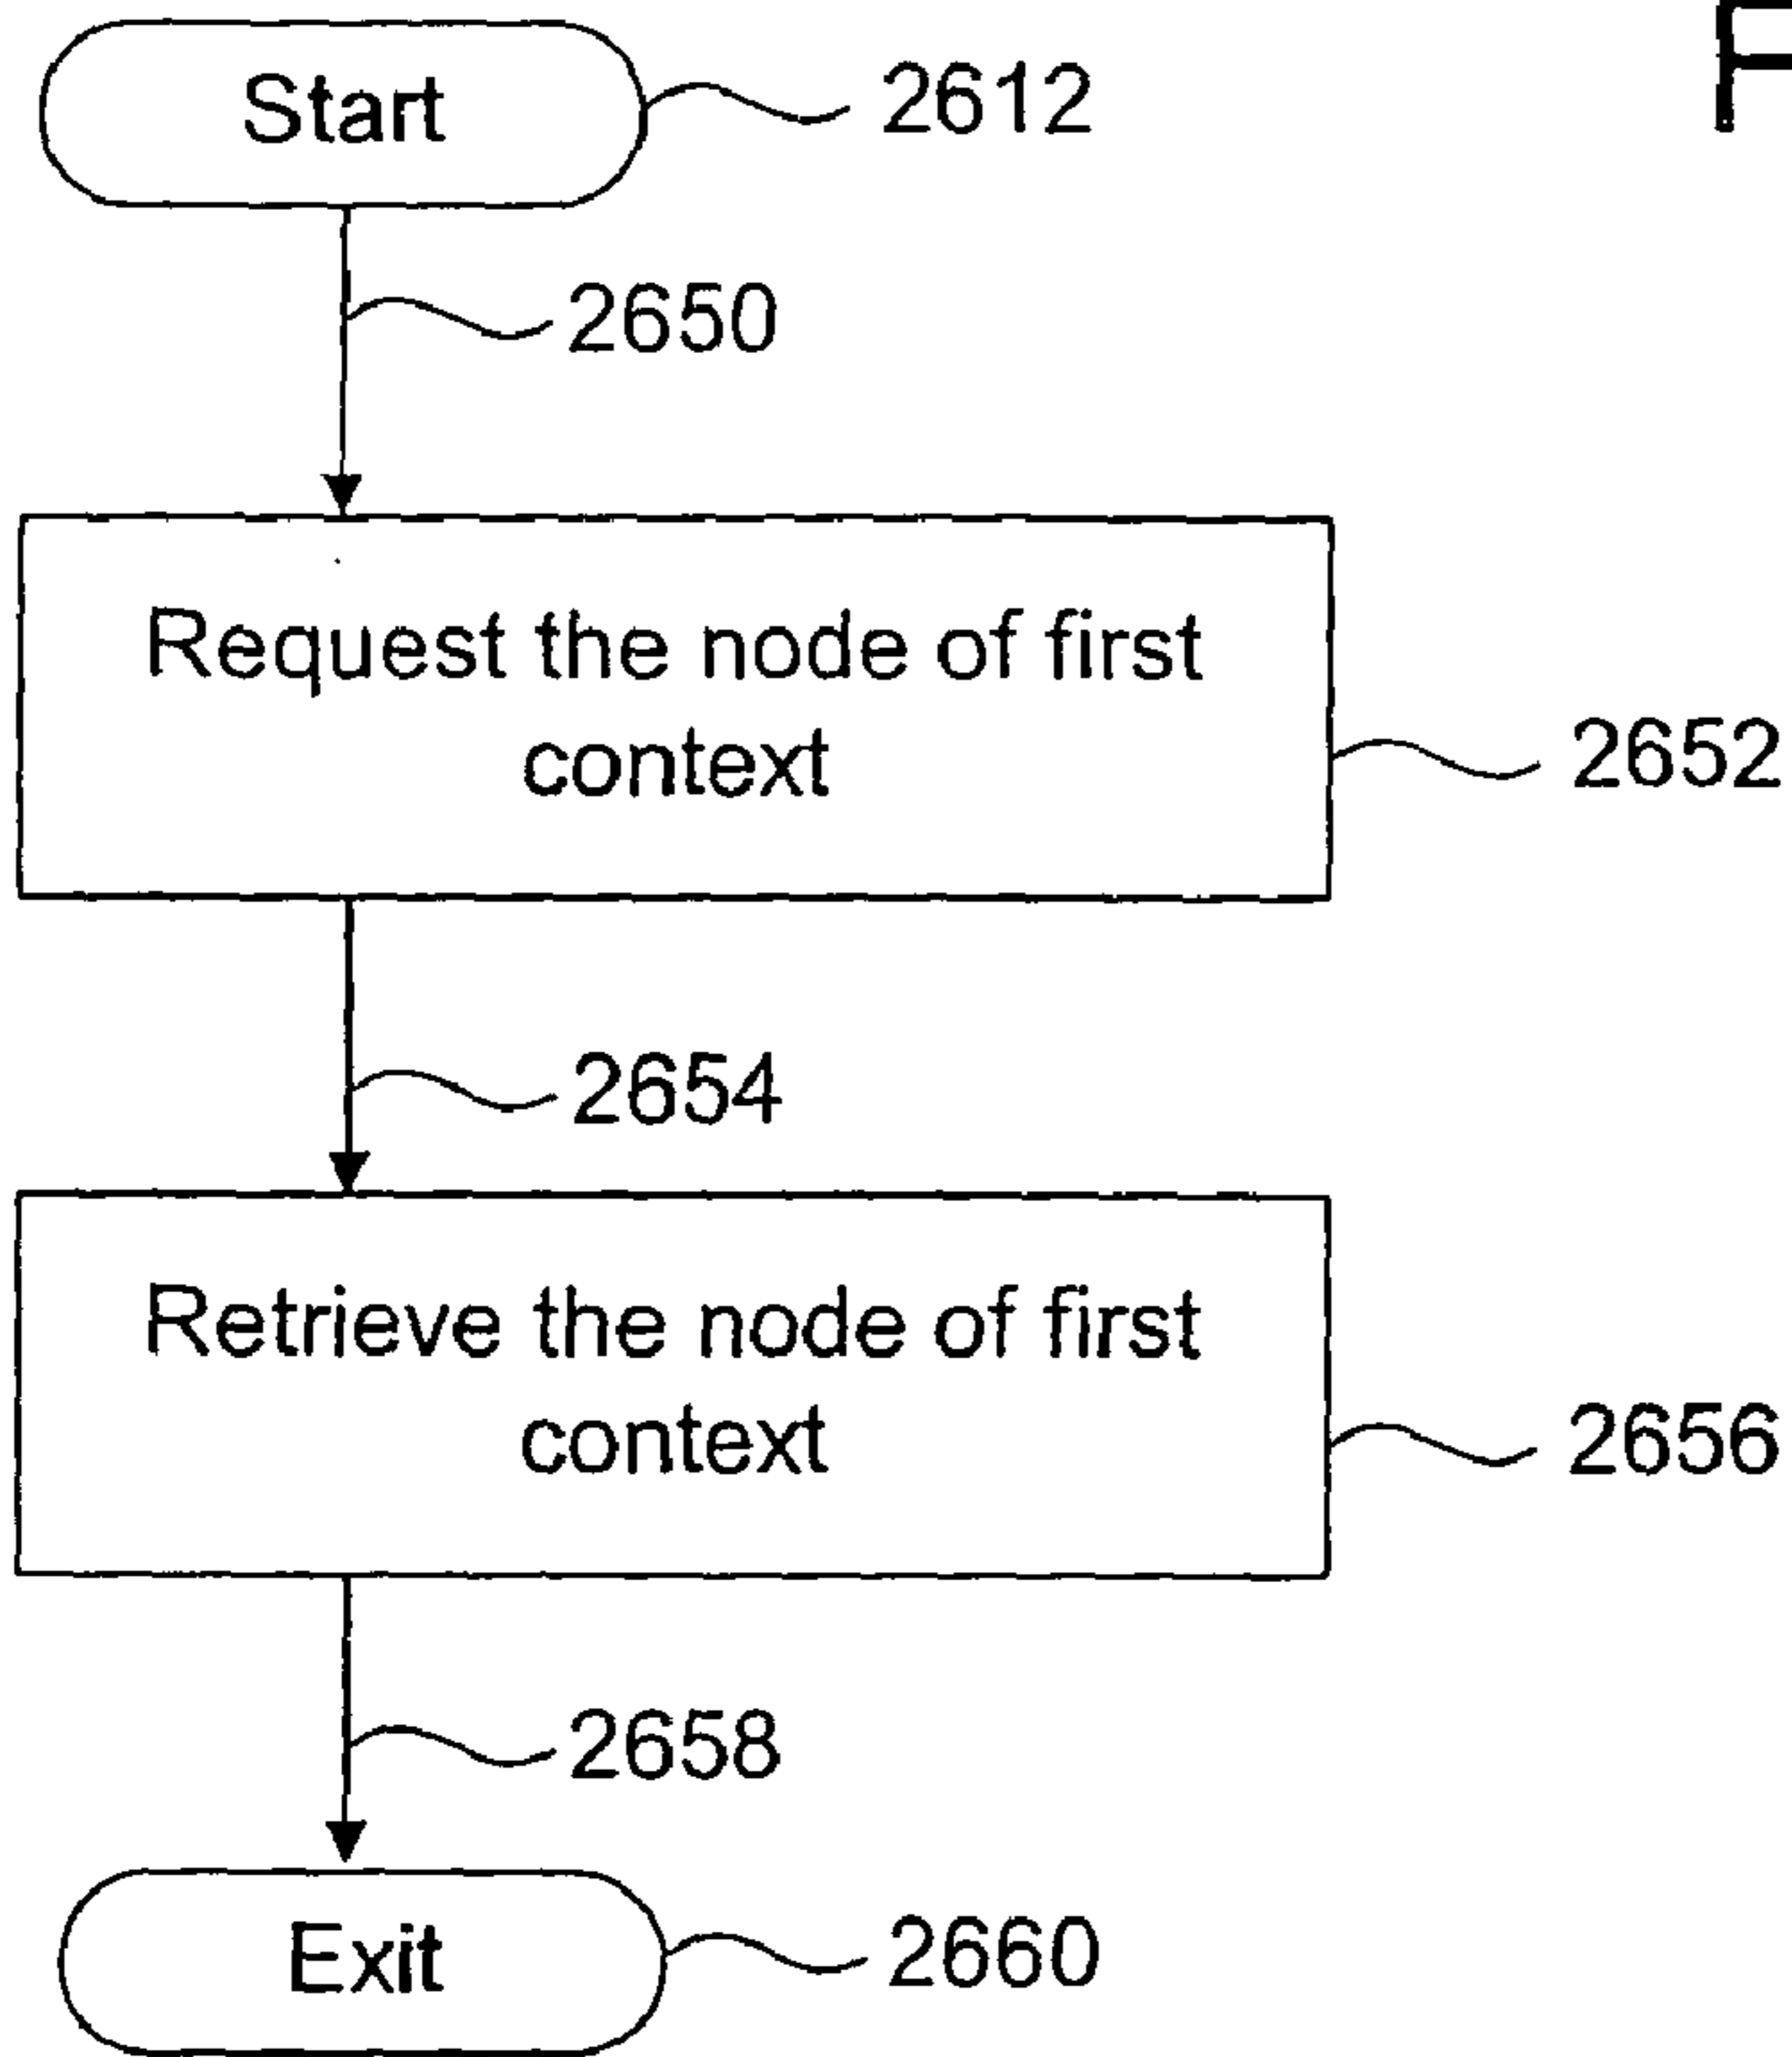 Start
2612
2650
Request the node of first
context
2652
2654
Retrieve the node of first
context
2656
2658
Exit
2660